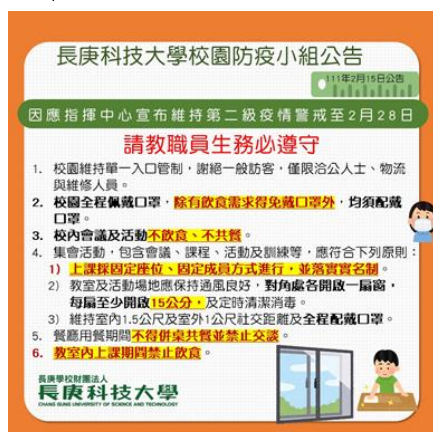 長庚科技大學校園防疫小組公告
111年2月15日公告
因應指揮中心宣布維持第二級疫情警戒至2月28日
請教職員生務必遵守
1. 校園維持單一入口管制，謝絕一般訪客，僅限洽公人士、物流
與維修人員。
2. 校園全程佩戴口罩，除有飲食需求得免戴口罩外，均須配戴
口罩。
3. 校內會議及活動不飲食、不共餐。
4. 集會活動，包含會議、課程、活動及訓練等，應符合下列原則：
1) 上課採固定座位、固定成員方式進行，並落實實名制。
2) 教室及活動場地應保持通風良好，對角處各開啟一扇窗，
每扇至少開啟15公分，及定時清潔消毒。
3) 維持室內1.5公尺及室外1公尺社交距離及全程配戴口罩。
5. 餐廳用餐期間不得併桌共餐並禁止交談。
6. 教室內上課期間禁止飲食。
長庚學校財團法人
長庚科技大學
CHANG GUNG UNIVERSITY OF SCIENCE AND TECHNOLOGY